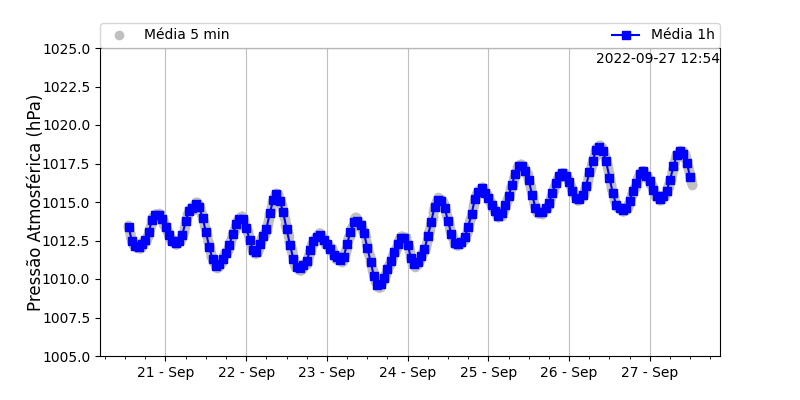 Média 5 min
Média 1h
2022-09-27 12:54
Pressão Atmosférica (hPa)
1025.0
1022.5
1020.0
1017.5
1015.0
1012.5
1010.0
1007.5
1005.0
21 - Sep
22 - Sep
23 - Sep
24 - Sep
25 - Sep
26 - Sep
27 - Sep